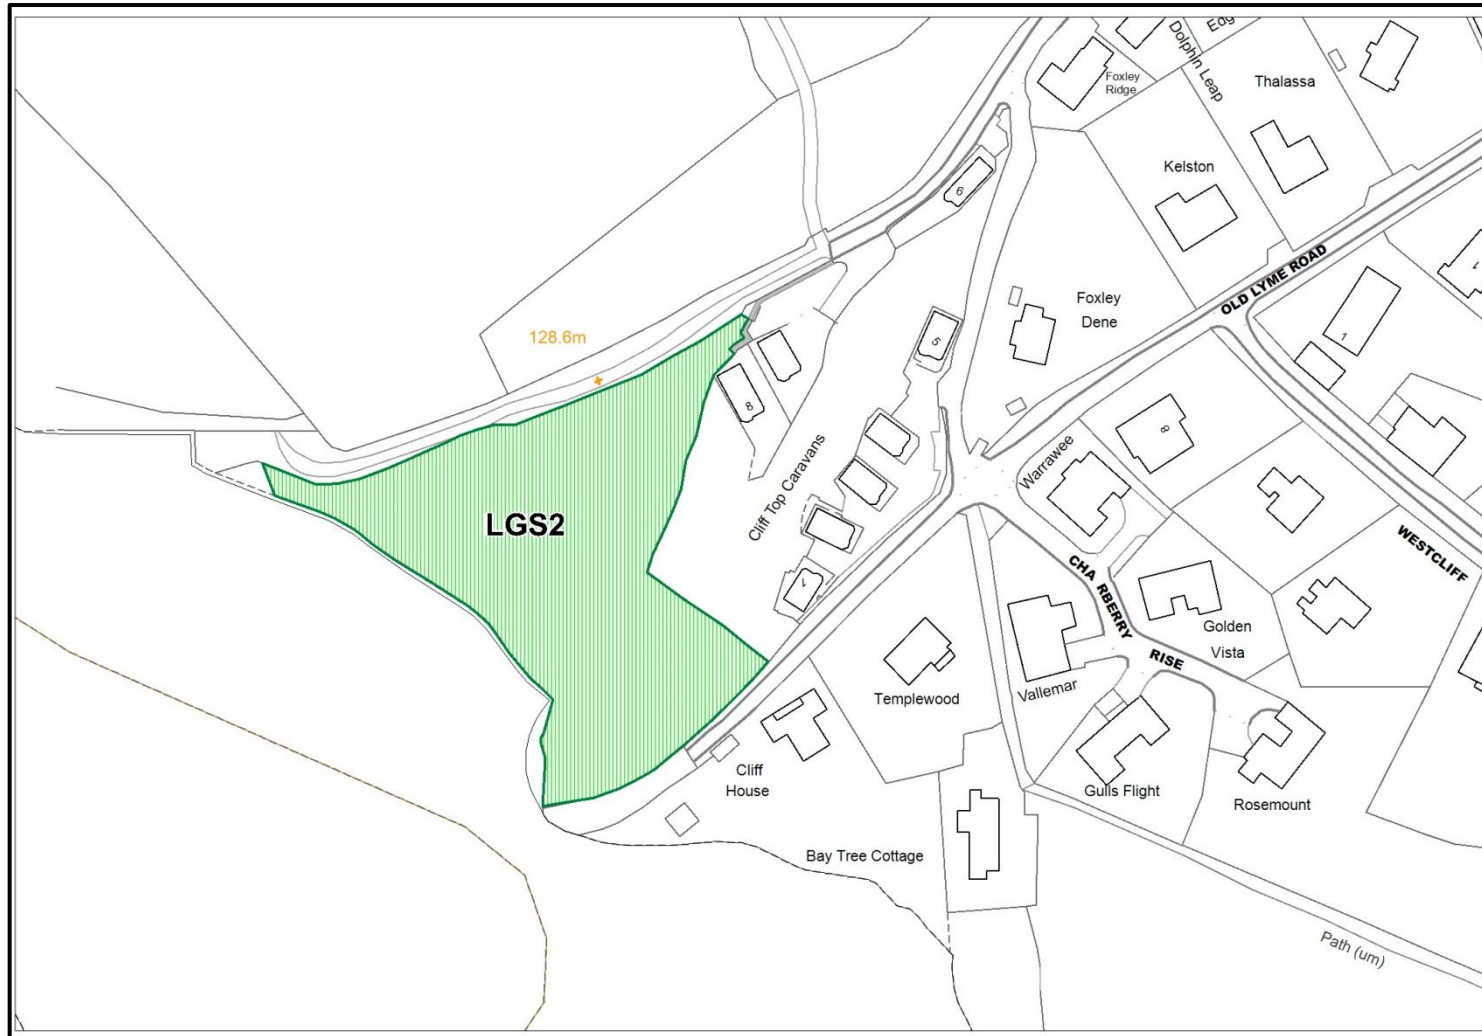 Edg
Dolphin Leap
Foxley
Ridge
Thalassa
Kelston
6
OLD LYME ROAD
Foxley
Dene
128.6m
5
1
8
8
Warrawee
Cliff Top Caravans
LGS2
WESTCLIFF
1
CHARBERRY RISE
Golden
Vista
Templewood
Vallemar
Cliff
House
Gulls Flight
Rosemount
Bay Tree Cottage
Path (um)